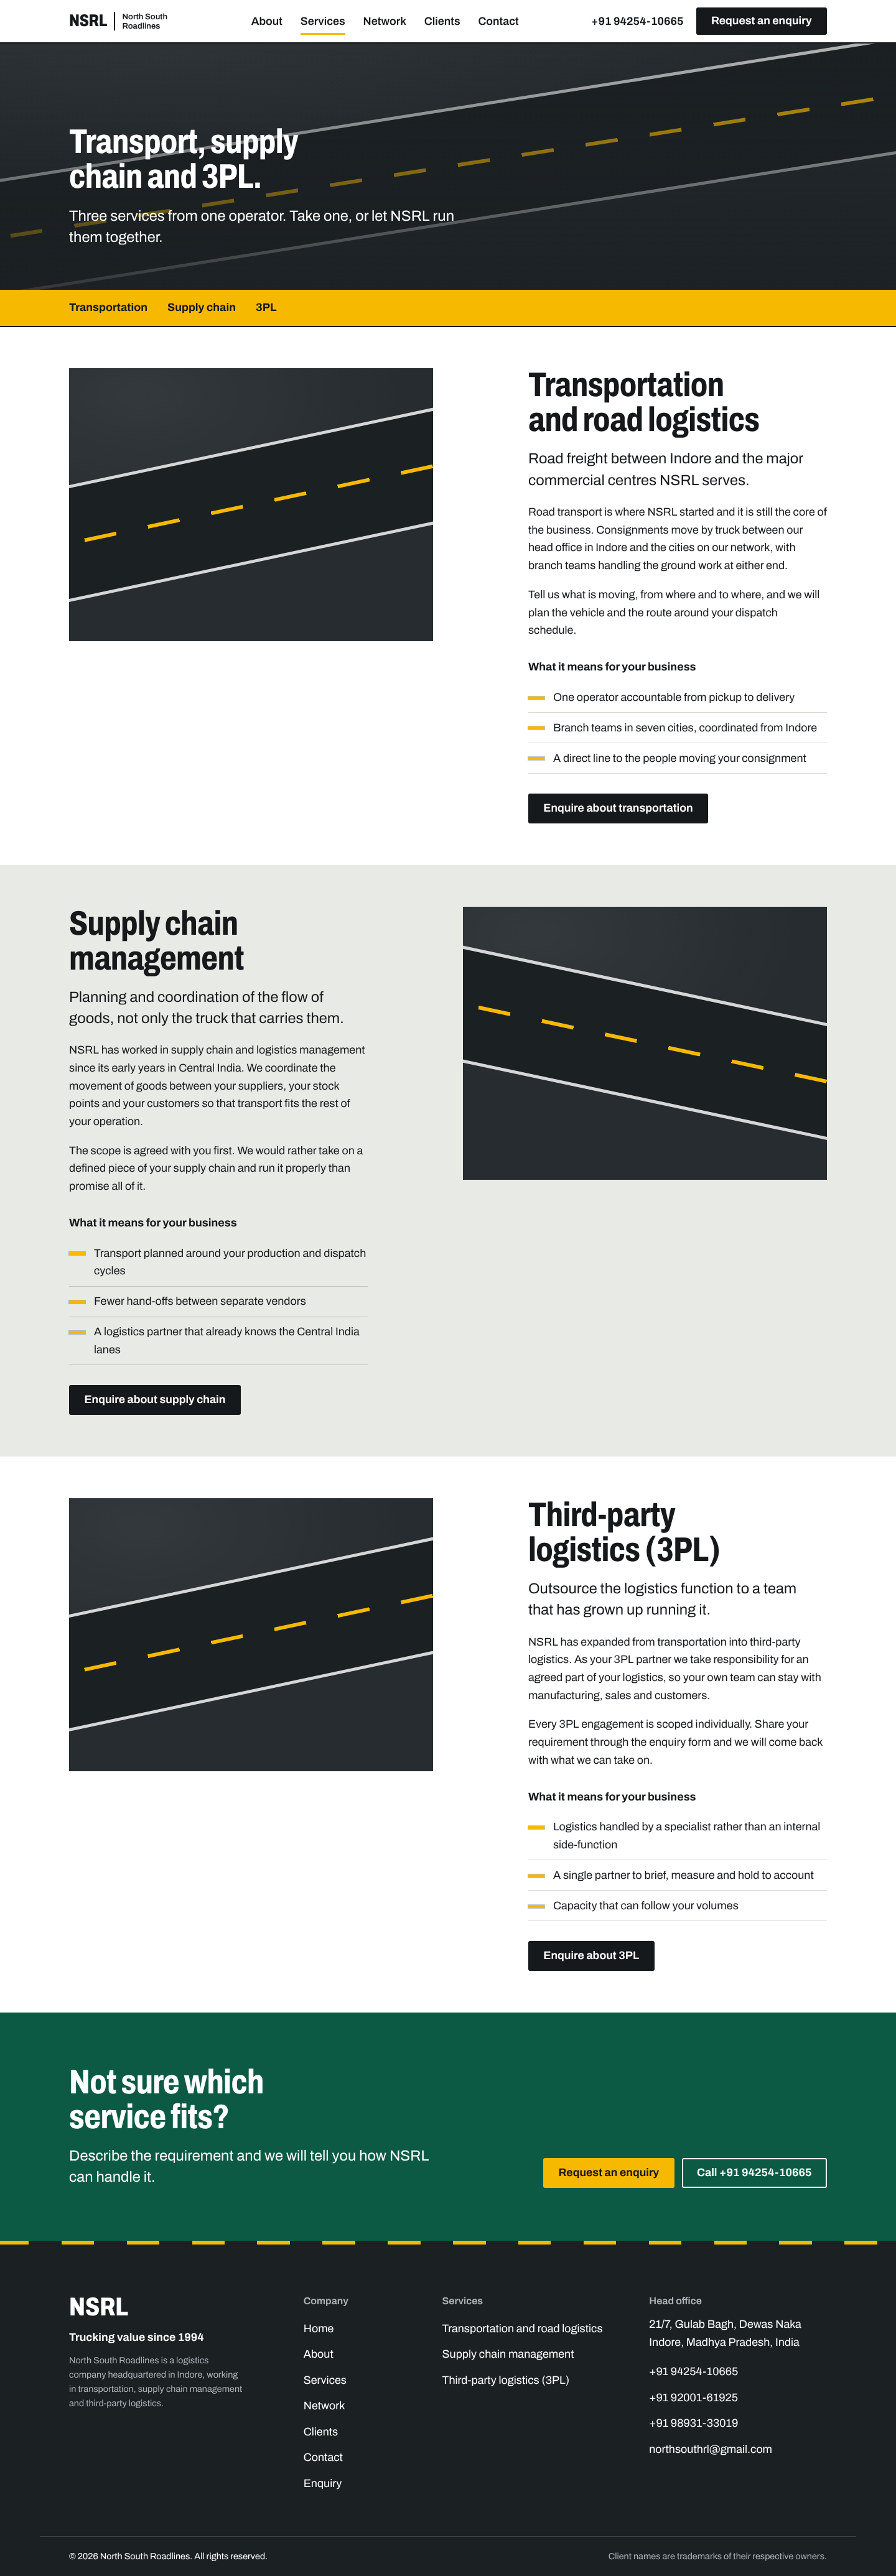 NSRL
North South
Roadlines
About
Services
Network
Clients
Contact
+91 94254-10665
Request an enquiry
Transport, supply
chain and 3PL.
Three services from one operator. Take one, or let NSRL run
them together.
Transportation
Supply chain
3PL
Transportation
and road logistics
Road freight between Indore and the major
commercial centres NSRL serves.
Road transport is where NSRL started and it is still the core of
the business. Consignments move by truck between our
head office in Indore and the cities on our network, with
branch teams handling the ground work at either end.
Tell us what is moving, from where and to where, and we will
plan the vehicle and the route around your dispatch
schedule.
What it means for your business
One operator accountable from pickup to delivery
Branch teams in seven cities, coordinated from Indore
A direct line to the people moving your consignment
Enquire about transportation
Supply chain
management
Planning and coordination of the flow of
goods, not only the truck that carries them.
NSRL has worked in supply chain and logistics management
since its early years in Central India. We coordinate the
movement of goods between your suppliers, your stock
points and your customers so that transport fits the rest of
your operation.
The scope is agreed with you first. We would rather take on a
defined piece of your supply chain and run it properly than
promise all of it.
What it means for your business
Transport planned around your production and dispatch
cycles
Fewer hand-offs between separate vendors
A logistics partner that already knows the Central India
lanes
Enquire about supply chain
Third-party
logistics (3PL)
Outsource the logistics function to a team
that has grown up running it.
NSRL has expanded from transportation into third-party
logistics. As your 3PL partner we take responsibility for an
agreed part of your logistics, so your own team can stay with
manufacturing, sales and customers.
Every 3PL engagement is scoped individually. Share your
requirement through the enquiry form and we will come back
with what we can take on.
What it means for your business
Logistics handled by a specialist rather than an internal
side-function
A single partner to brief, measure and hold to account
Capacity that can follow your volumes
Enquire about 3PL
Not sure which
service fits?
Describe the requirement and we will tell you how NSRL
can handle it.
Request an enquiry
Call +91 94254-10665
NSRL
Trucking value since 1994
North South Roadlines is a logistics
company headquartered in Indore, working
in transportation, supply chain management
and third-party logistics.
Company
Home
About
Services
Network
Clients
Contact
Enquiry
Services
Transportation and road logistics
Supply chain management
Third-party logistics (3PL)
Head office
21/7, Gulab Bagh, Dewas Naka
Indore, Madhya Pradesh, India
+91 94254-10665
+91 92001-61925
+91 98931-33019
northsouthrl@gmail.com
© 2026 North South Roadlines. All rights reserved.
Client names are trademarks of their respective owners.